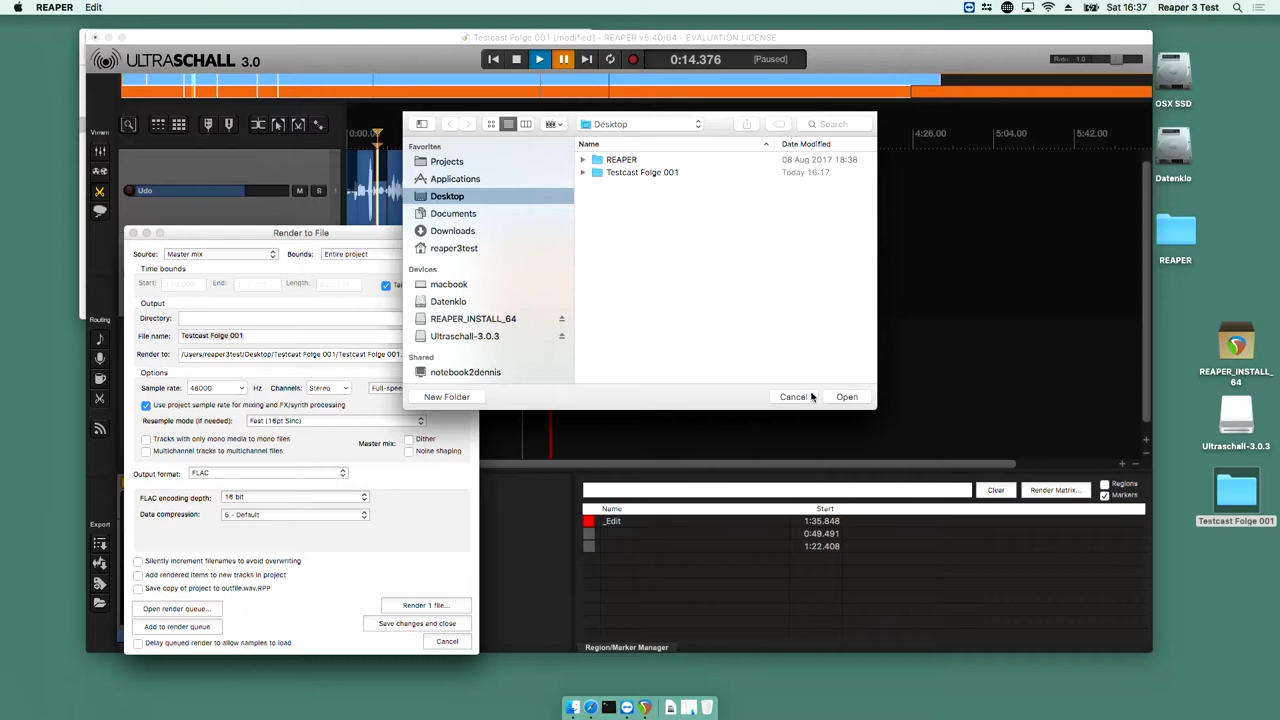 REAPER Edit Sat 16:37 Reaper 3 Test
Testcast Folge 001 [modified] - REAPER v5.40/64 - EVALUATION LICENSE
ULTRASCHALL 3.0
0:14.376 [Paused]
Rate: 1.0
Views
0:00.0
4:26.00 5:04.00 5:42.00
Udo M S
Routing
Export
Desktop
Search
Favorites
Projects
Applications
Desktop
Documents
Downloads
reaper3test
Devices
macbook
Datenklo
REAPER_INSTALL_64
Ultraschall-3.0.3
Shared
notebook2dennis
Name Date Modified
REAPER 08 Aug 2017 18:38
Testcast Folge 001 Today 16:17
New Folder Cancel Open
Render to File
Source: Master mix Bounds: Entire project
Time bounds
Start: End: Length:
Output
Directory:
File name: Testcast Folge 001
Render to: /Users/reaper3test/Desktop/Testcast Folge 001/Testcast Folge 001.
Options
Sample rate: 48000 Hz Channels: Stereo
Use project sample rate for mixing and FX/synth processing
Resample mode (if needed): Fast (16pt Sinc)
Tracks with only mono media to mono files
Multichannel tracks to multichannel files
Master mix: Dither
Noise shaping
Output format: FLAC
FLAC encoding depth: 16 bit
Data compression: 5 - Default
Silently increment filenames to avoid overwriting
Add rendered items to new tracks in project
Save copy of project to outfile.wav.RPP
Open render queue... Render 1 file...
Add to render queue Save changes and close
Delay queued render to allow samples to load Cancel
Clear Render Matrix... Regions
Markers
Name Start
_Edit 1:35.848
0:49.491
1:22.408
Region/Marker Manager
OSX SSD
Datenklo
REAPER
REAPER_INSTALL_
64
Ultraschall-3.0.3
Testcast Folge 001